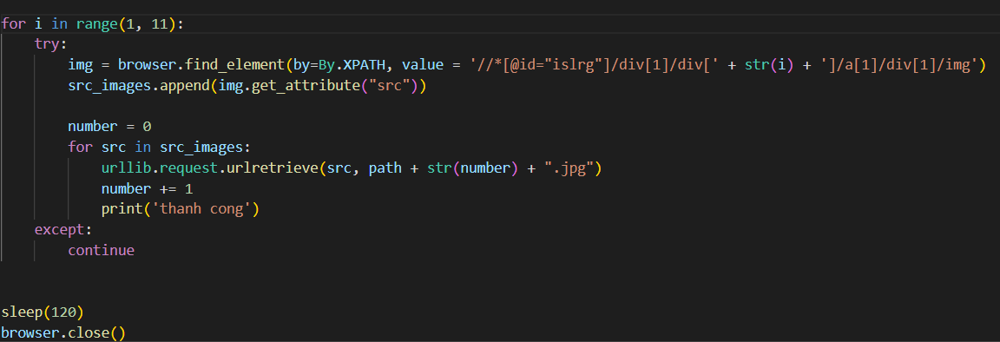 for i in range(1, 11):
    try:
        img = browser.find_element(by=By.XPATH, value = '//*[@id="islrg"]/div[1]/div[' + str(i) + ']/a[1]/div[1]/img')
        src_images.append(img.get_attribute("src"))
        number = 0
        for src in src_images:
            urllib.request.urlretrieve(src, path + str(number) + ".jpg")
            number += 1
            print('thanh cong')
    except:
        continue
sleep(120)
browser.close()